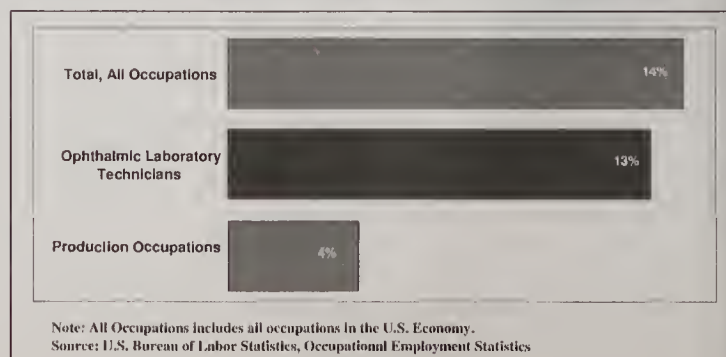 Total, All Occupations
14%
Ophthalmic Laboratory
Technicians
13%
Production Occupations
4%
Note: All Occupations includes all occupations in the U.S. Economy.
Source: U.S. Bureau of Labor Statistics, Occupational Employment Statistics